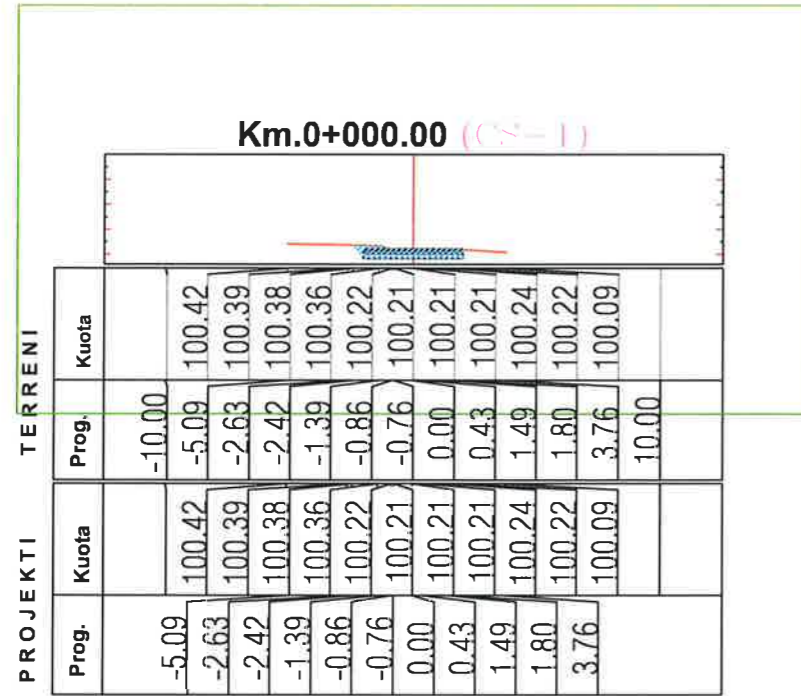 Km.0+000.00 (CS-1)
TERRENI
Kuota 100.42 100.39 100.38 100.36 100.22 100.21 100.21 100.21 100.24 100.22 100.09
Prog. -10.00 -5.09 -2.63 -2.42 -1.39 -0.86 -0.76 0.00 0.43 1.49 1.80 3.76 10.00
PROJEKTI
Kuota 100.42 100.39 100.38 100.36 100.22 100.21 100.21 100.21 100.24 100.22 100.09
Prog. -5.09 -2.63 -2.42 -1.39 -0.86 -0.76 0.00 0.43 1.49 1.80 3.76